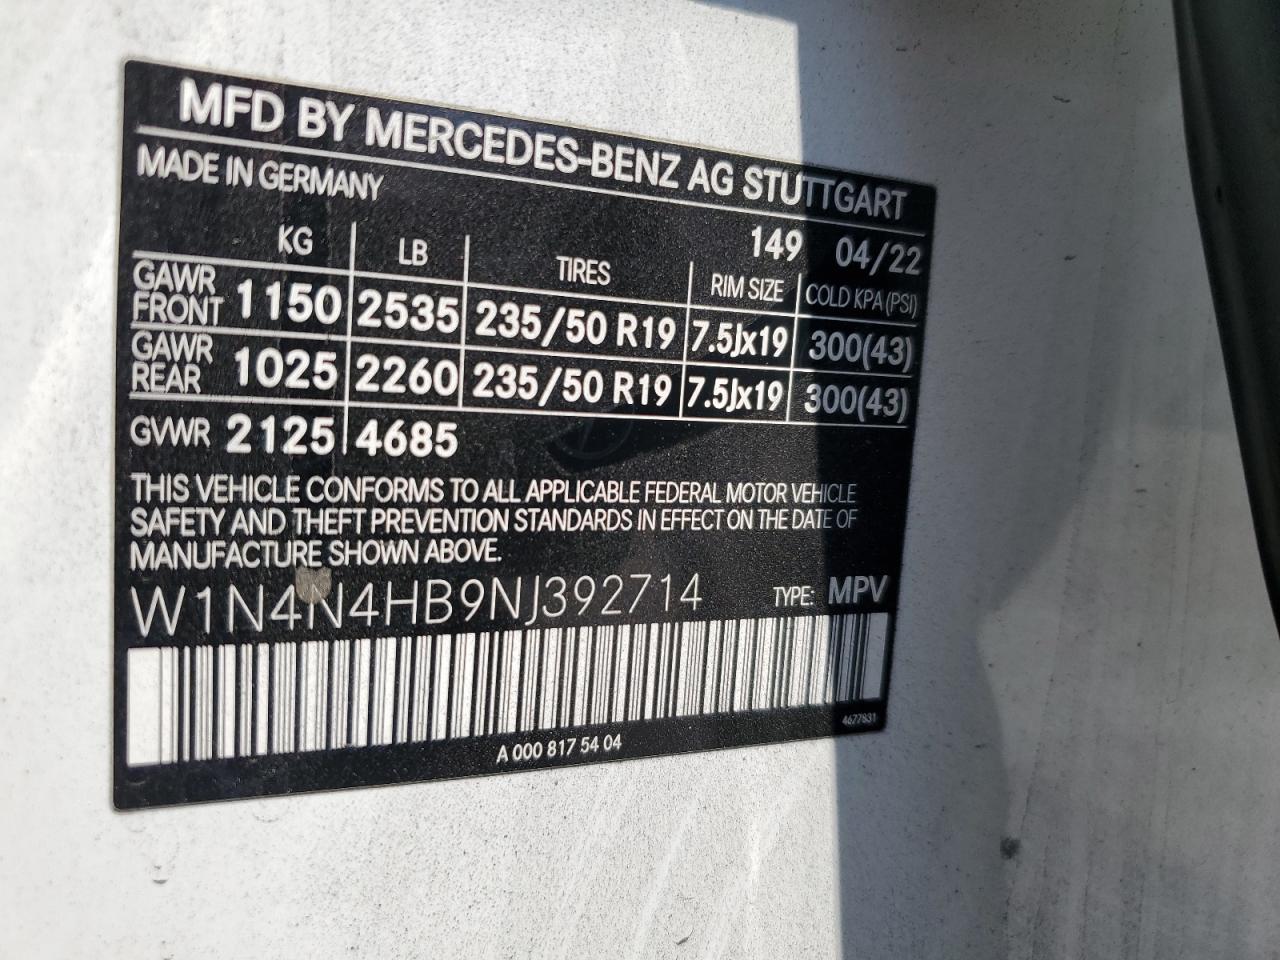 MFD BY MERCEDES-BENZ AG STUTTGART
MADE IN GERMANY
149 04/22
KG LB TIRES RIM SIZE COLD KPA (PSI)
GAWR FRONT 1150 2535 235/50 R19 7.5Jx19 300(43)
GAWR REAR 1025 2260 235/50 R19 7.5Jx19 300(43)
GVWR 2125 4685
THIS VEHICLE CONFORMS TO ALL APPLICABLE FEDERAL MOTOR VEHICLE
SAFETY AND THEFT PREVENTION STANDARDS IN EFFECT ON THE DATE OF
MANUFACTURE SHOWN ABOVE.
W1N4N4HB9NJ392714 TYPE: MPV
4677831
A 000 817 54 04